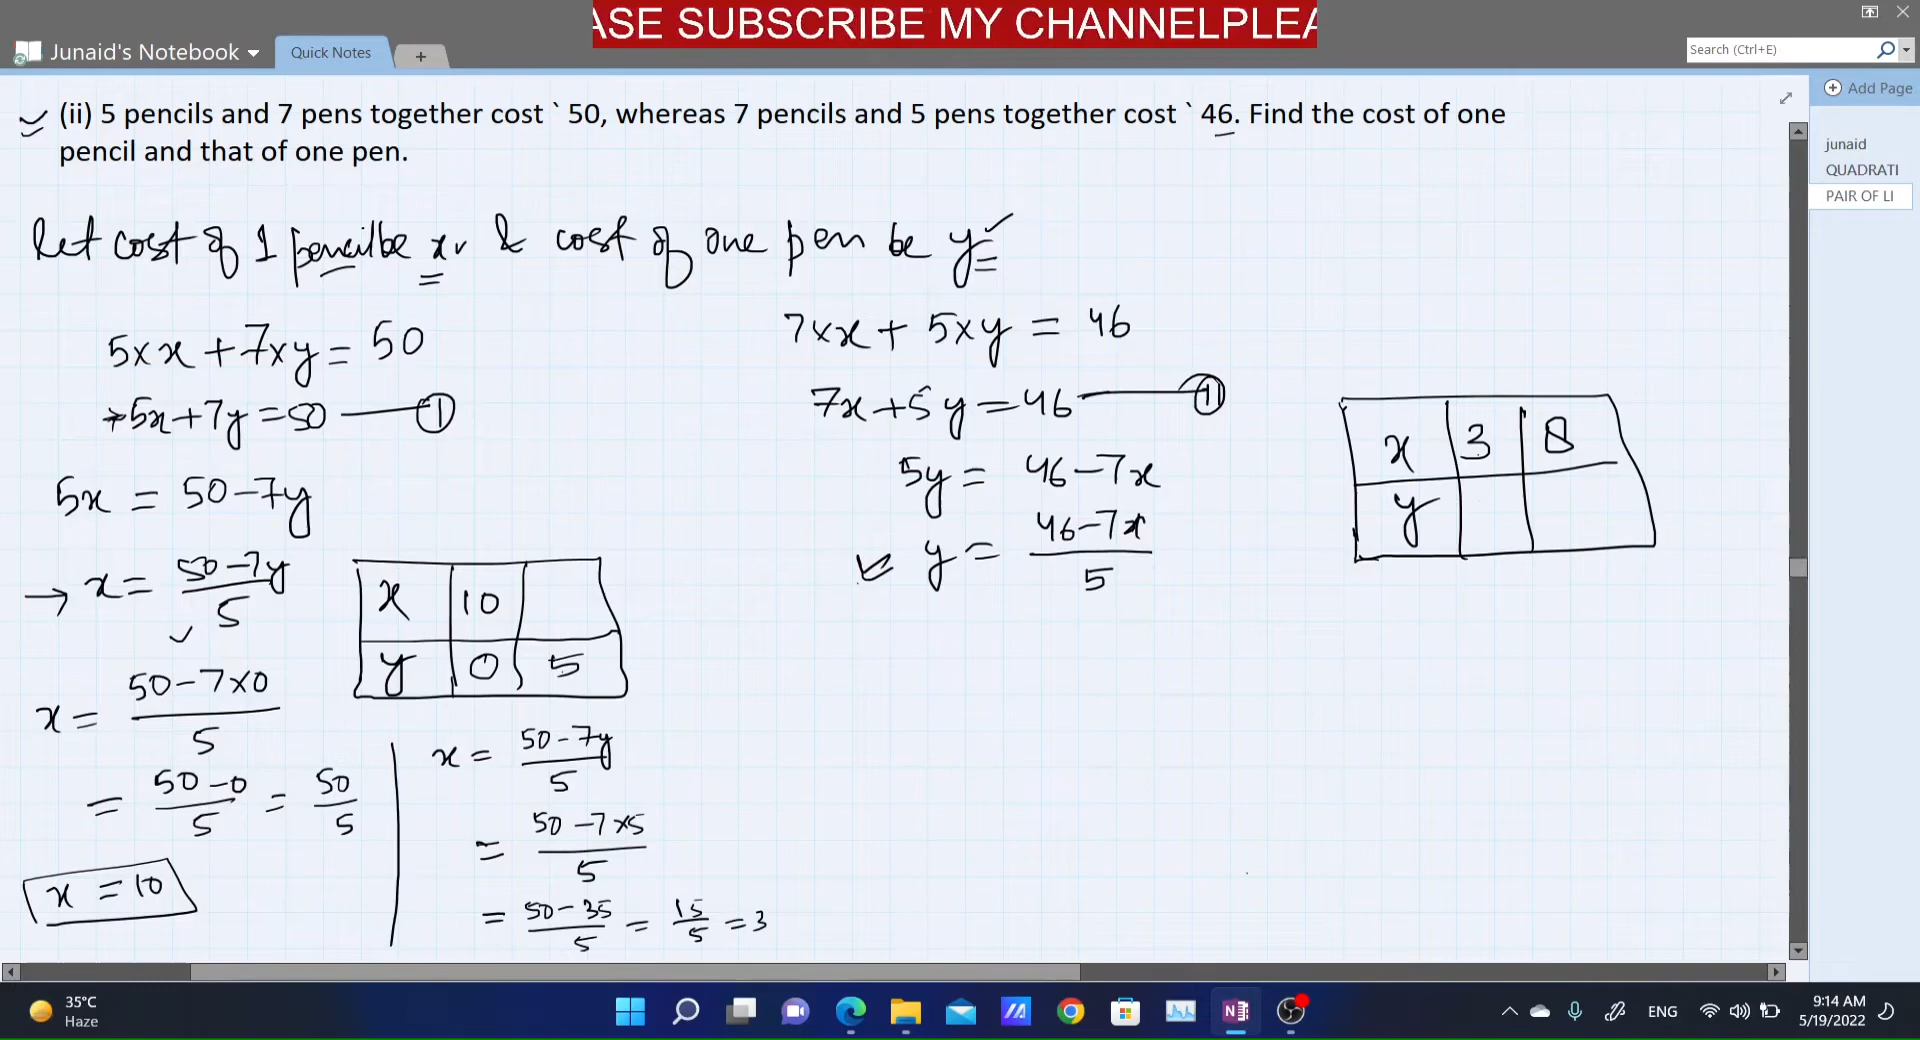 ASE SUBSCRIBE MY CHANNELPLEA
Junaid's Notebook
Quick Notes
+
Search (Ctrl+E)
Add Page
junaid
QUADRATI
PAIR OF LI
(ii) 5 pencils and 7 pens together cost ` 50, whereas 7 pencils and 5 pens together cost ` 46. Find the cost of one
pencil and that of one pen.
Let cost of 1 pencil be x & cost of one pen be y
5×x + 7×y = 50
5x + 7y = 50 —— ①
5x = 50 - 7y
→ x = (50 - 7y)/5
x = (50 - 7×0)/5
= (50 - 0)/5 = 50/5
x = 10
x 10
y 0 5
x = (50 - 7y)/5
= (50 - 7×5)/5
= (50 - 35)/5 = 15/5 = 3
7×x + 5×y = 46
7x + 5y = 46 —— ⑪
5y = 46 - 7x
y = (46 - 7x)/5
x 3 8
y
35°C
Haze
ENG
9:14 AM
5/19/2022